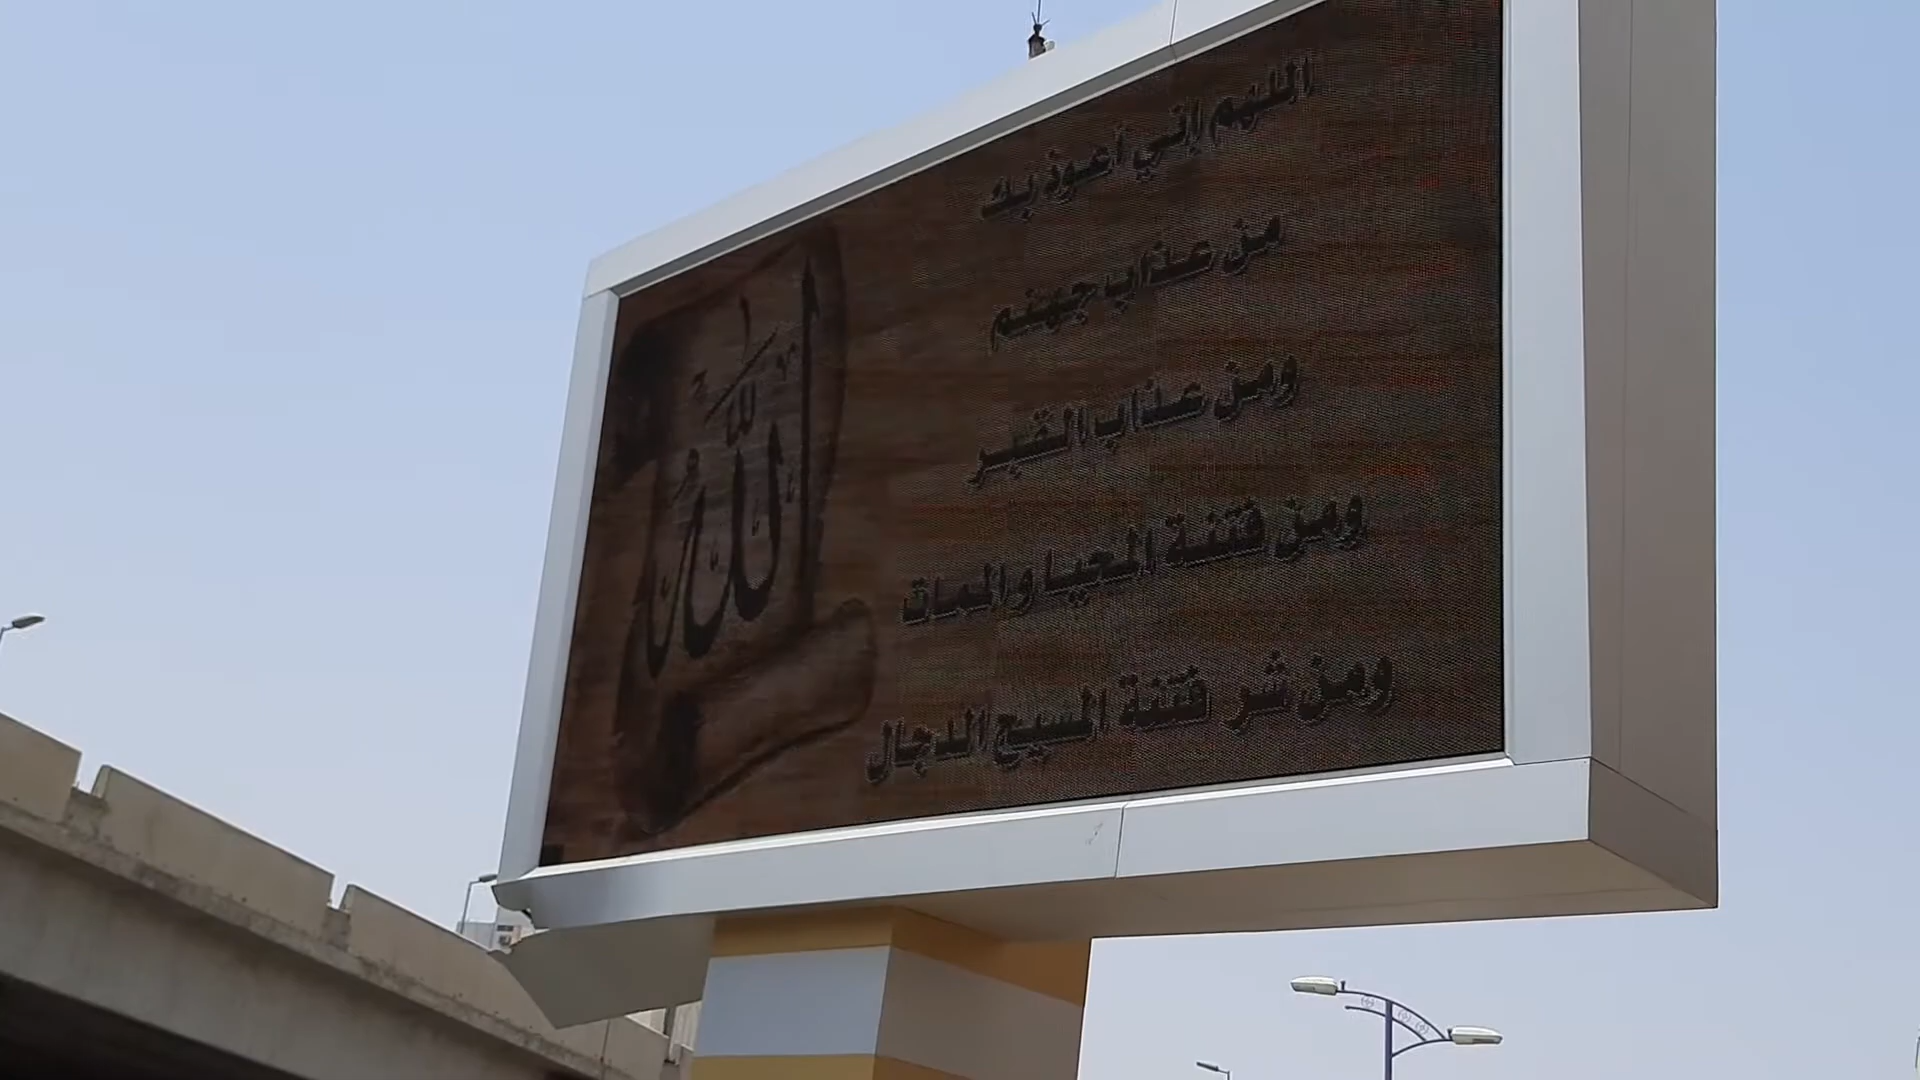 اللهم إني أعوذ بك
من عذاب جهنم
ومن عذاب القبر
ومن فتنة المحيا والممات
ومن شر فتنة المسيح الدجال
الله